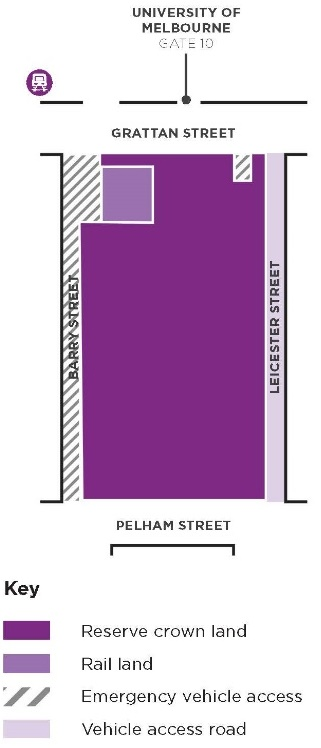 UNIVERSITY OF
MELBOURNE
GATE 10
GRATTAN STREET
BARRY STREET
LEICESTER STREET
PELHAM STREET
Key
Reserve crown land
Rail land
Emergency vehicle access
Vehicle access road